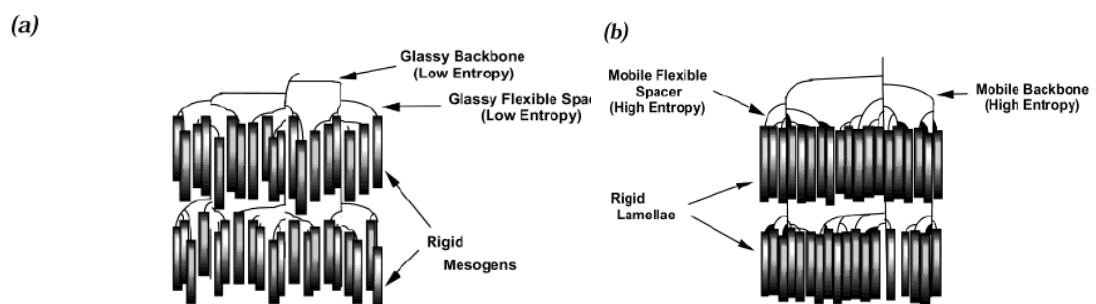 (a)
Glassy Backbone
(Low Entropy)
Glassy Flexible Spac
(Low Entropy)
Rigid
Mesogens
(b)
Mobile Flexible
Spacer
(High Entropy)
Mobile Backbone
(High Entropy)
Rigid
Lamellae